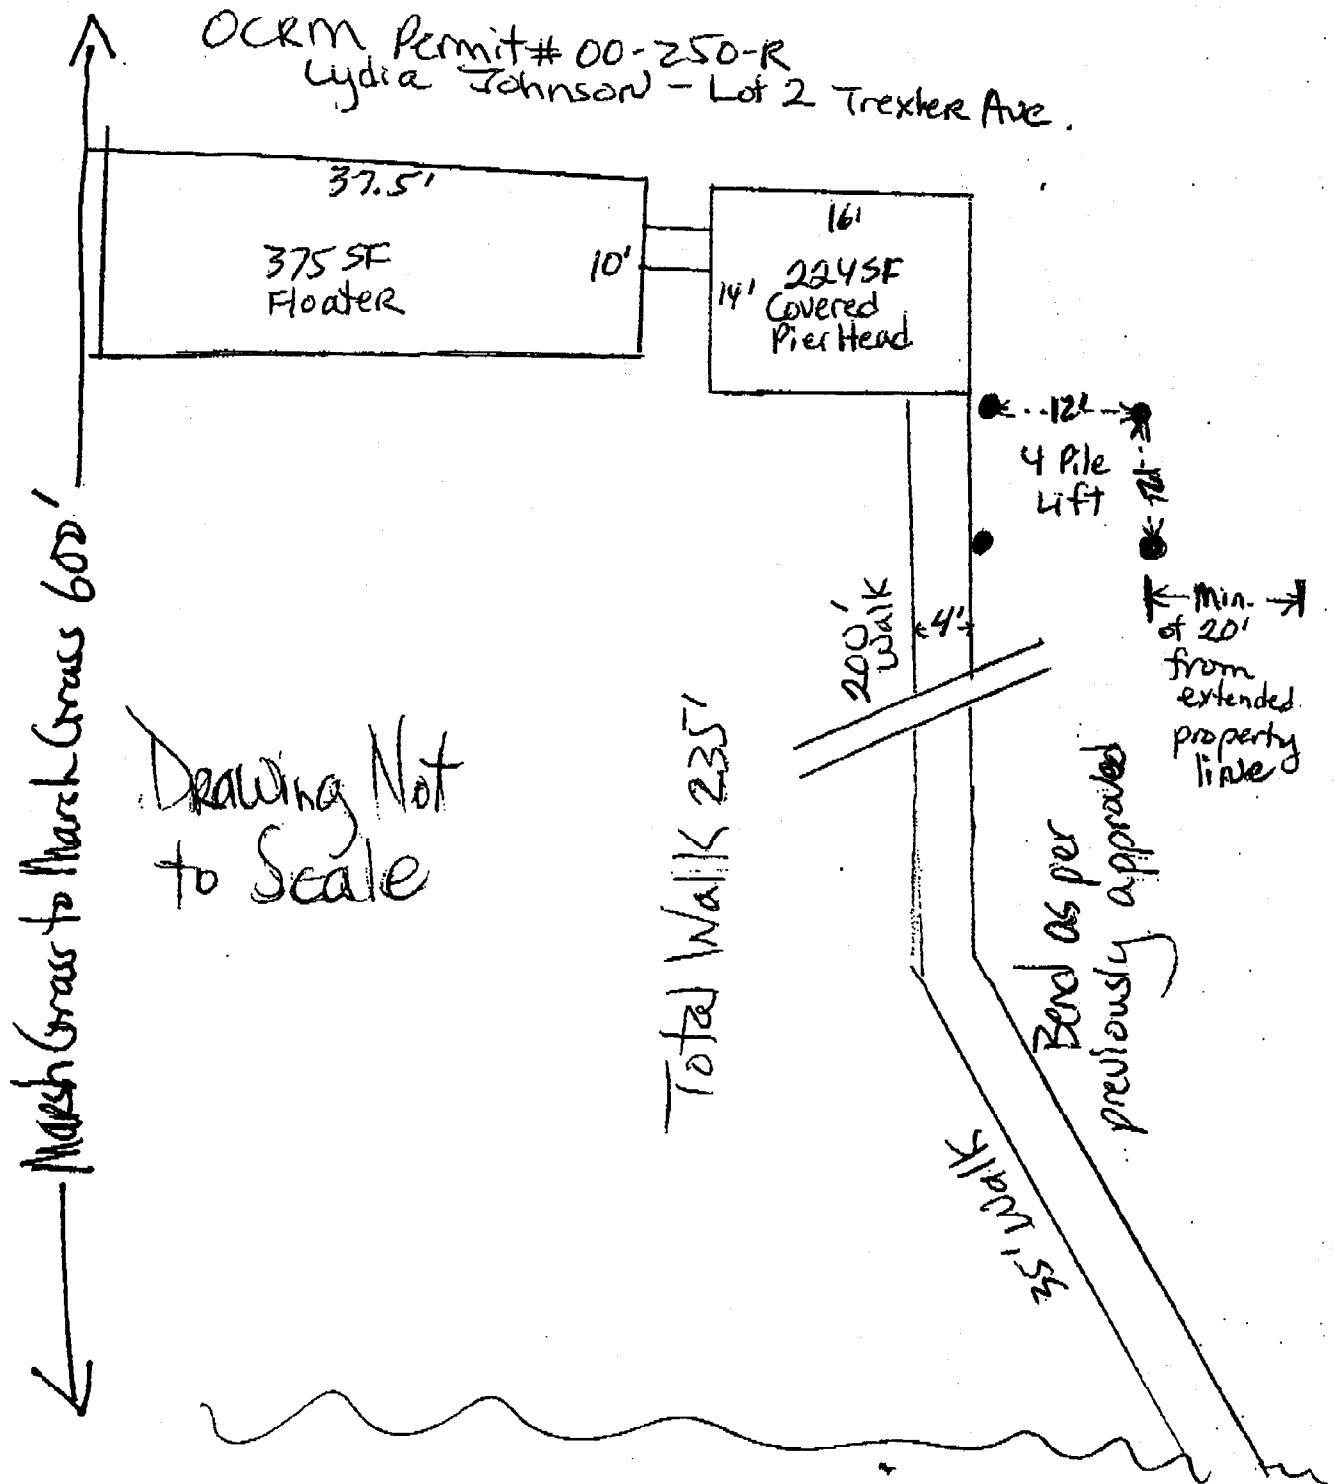 OCRM Permit# 00-250-R
Lydia Johnson - Lot 2 Trexler Ave.
37.5'
375 SF
Floater
10'
16'
14'
224 SF
Covered
Pier Head
12'
4 Pile
Lift
12'
Min.
of 20'
from
extended
property
line
200'
Walk
4'
Marsh Grass to Marsh Grass 600'
Drawing Not
to Scale
Total Walk 235'
Bend as per
previously approved
35' Walk